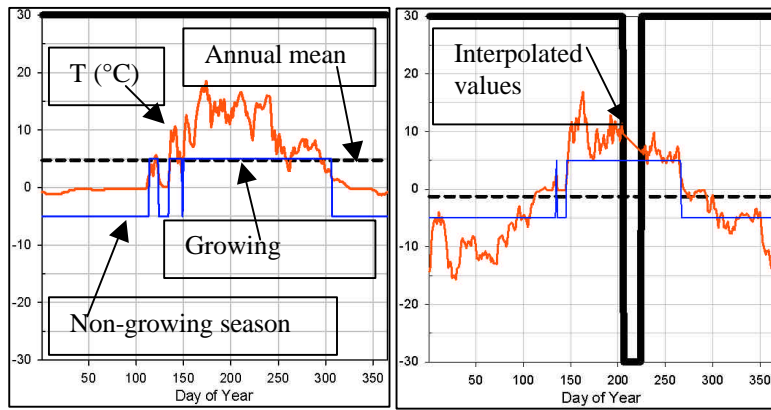 30
20
10
0
-10
-20
-30
T (°C)
Annual mean
Growing
Non-growing season
50 100 150 200 250 300 350
Day of Year
30
20
10
0
-10
-20
-30
Interpolated
values
50 100 150 200 250 300 350
Day of Year